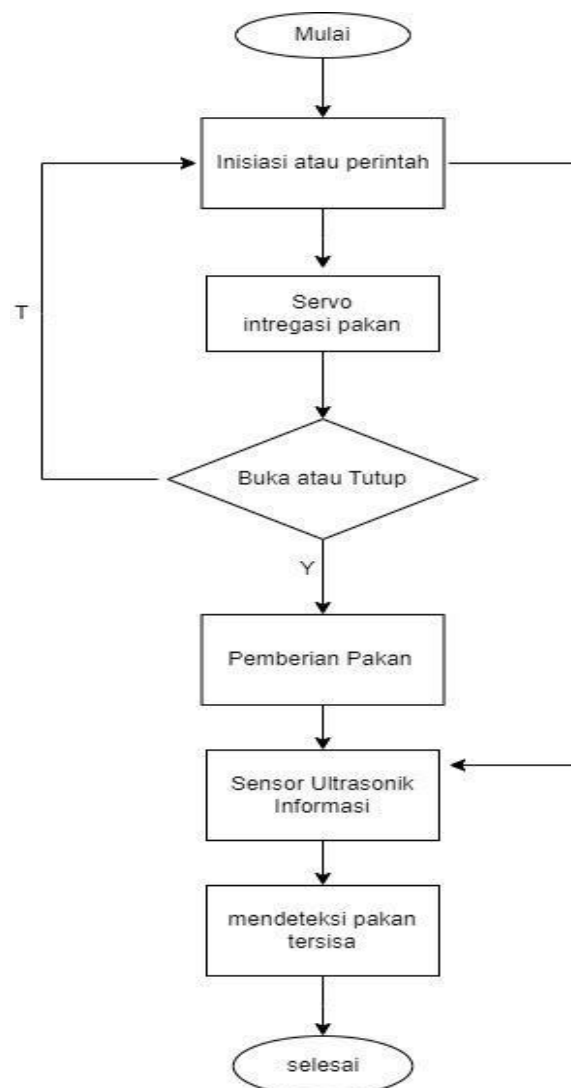 Mulai
Inisiasi atau perintah
Servo
intregasi pakan
T
Buka atau Tutup
Y
Pemberian Pakan
Sensor Ultrasonik
Informasi
mendeteksi pakan
tersisa
selesai